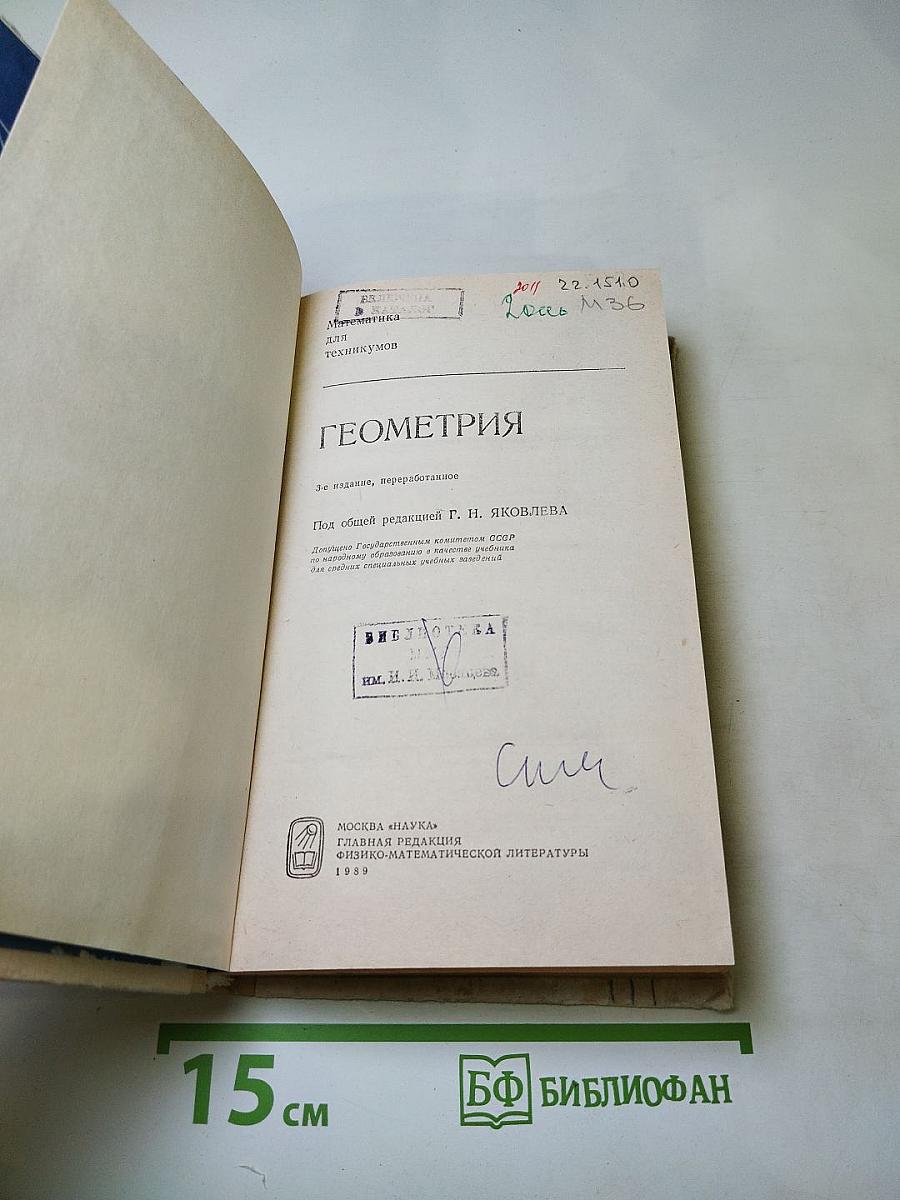 2011 22.151.0
М36
В КАТАЛОГ
Математика
для
техникумов
ГЕОМЕТРИЯ
3-е издание, переработанное
Под общей редакцией Г. Н. ЯКОВЛЕВА
Допущено Государственным комитетом СССР
по народному образованию в качестве учебника
для средних специальных учебных заведений
БИБЛИОТЕКА
им. И. И.
МОСКВА «НАУКА»
ГЛАВНАЯ РЕДАКЦИЯ
ФИЗИКО-МАТЕМАТИЧЕСКОЙ ЛИТЕРАТУРЫ
1989
15 см
БФ БИБЛИОФАН